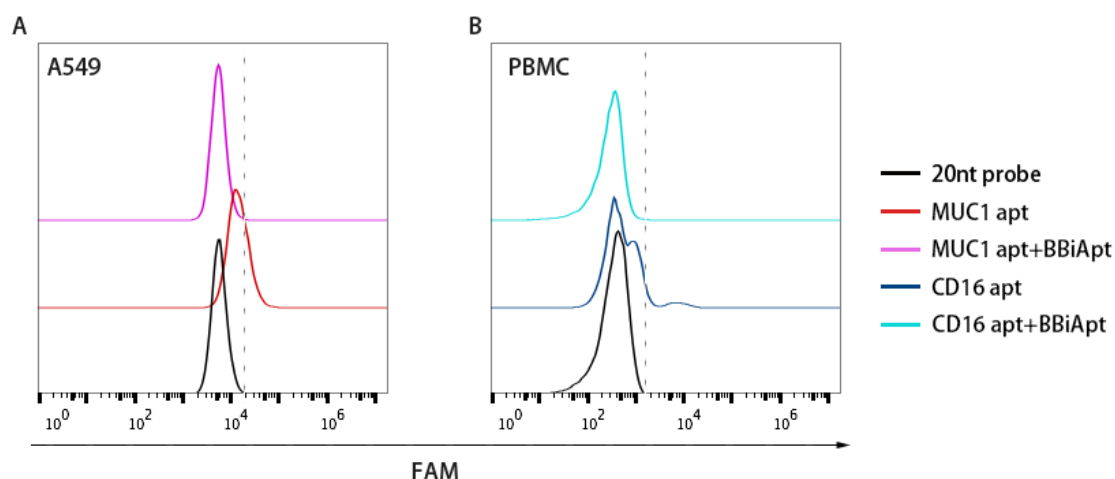 A
A549
10^0
10^2
10^4
10^6
B
PBMC
10^0
10^2
10^4
10^6
FAM
20nt probe
MUC1 apt
MUC1 apt+BBiApt
CD16 apt
CD16 apt+BBiApt